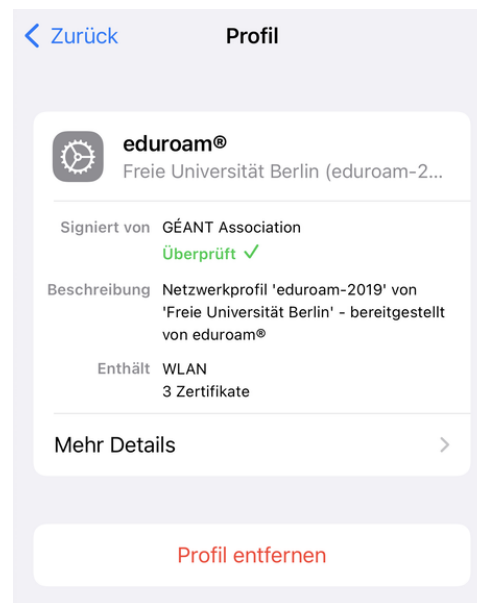 Zurück
Profil
eduroam®
Freie Universität Berlin (eduroam-2...
Signiert von GÉANT Association
Überprüft ✓
Beschreibung Netzwerkprofil 'eduroam-2019' von
'Freie Universität Berlin' - bereitgestellt
von eduroam®
Enthält WLAN
3 Zertifikate
Mehr Details
Profil entfernen